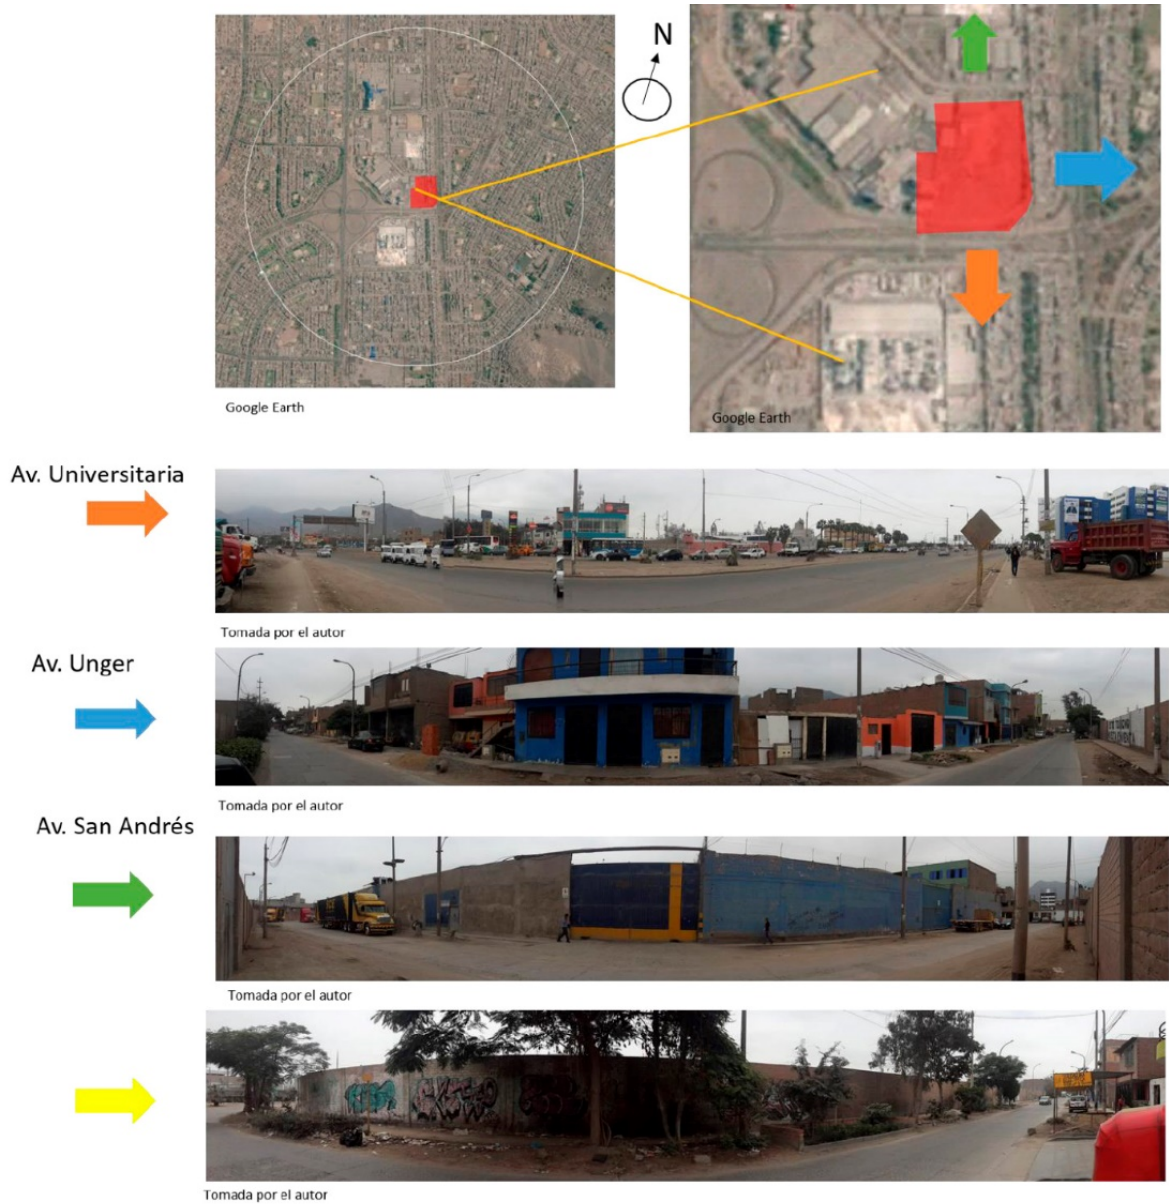 N
Google Earth
Google Earth
Av. Universitaria
Tomada por el autor
Av. Unger
Tomada por el autor
Av. San Andrés
Tomada por el autor
Tomada por el autor